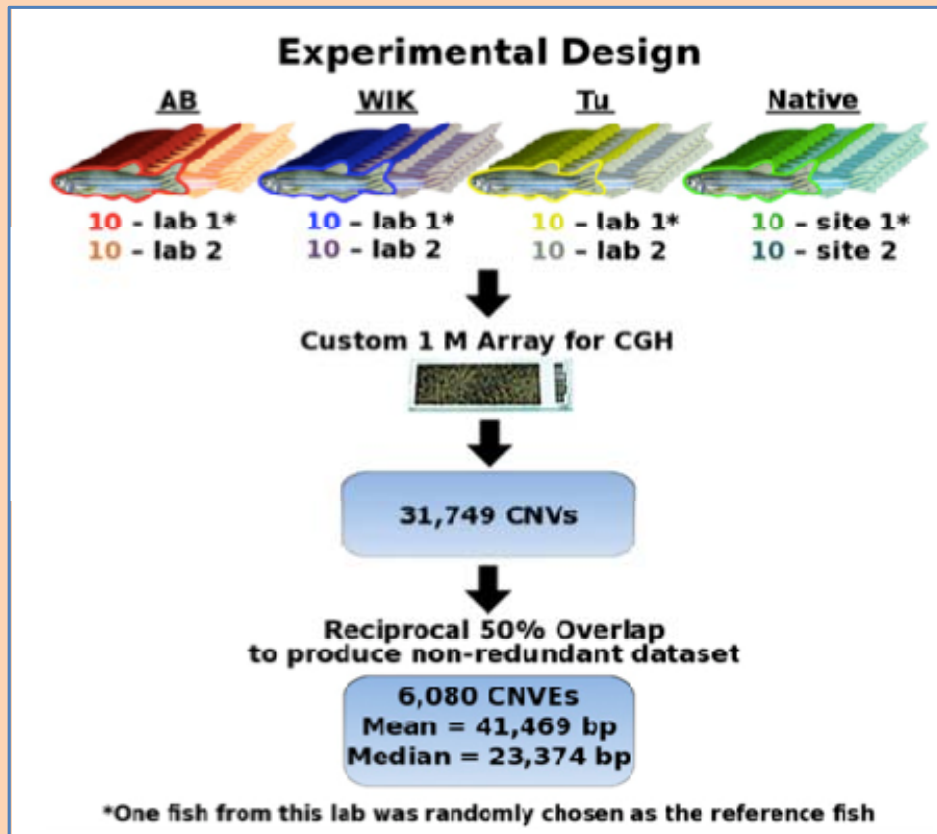 Experimental Design
AB WIK Tu Native
10 – lab 1* 10 – lab 1* 10 – lab 1* 10 – site 1*
10 – lab 2 10 – lab 2 10 – lab 2 10 – site 2
Custom 1 M Array for CGH
31,749 CNVs
Reciprocal 50% Overlap
to produce non-redundant dataset
6,080 CNVEs
Mean = 41,469 bp
Median = 23,374 bp
*One fish from this lab was randomly chosen as the reference fish